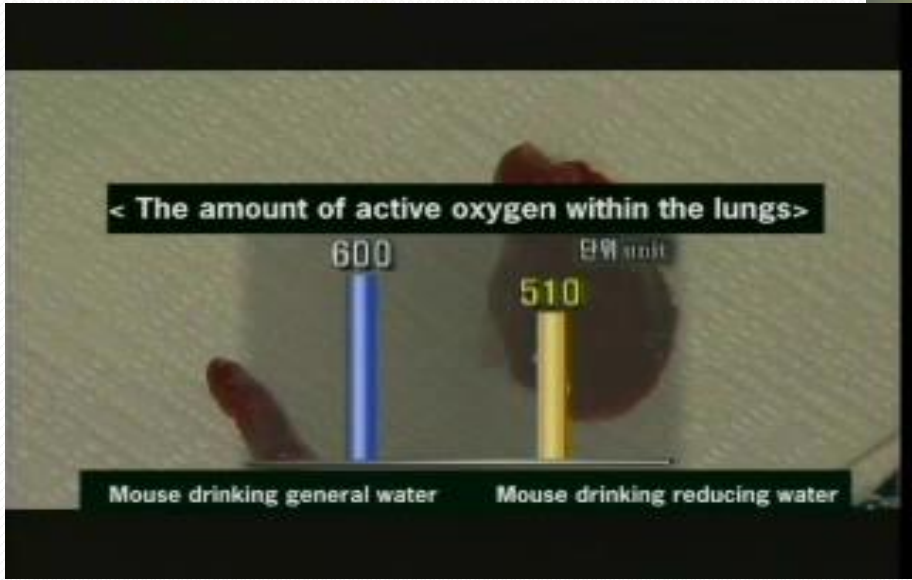 < The amount of active oxygen within the lungs>
600
단위 unit
510
Mouse drinking general water
Mouse drinking reducing water